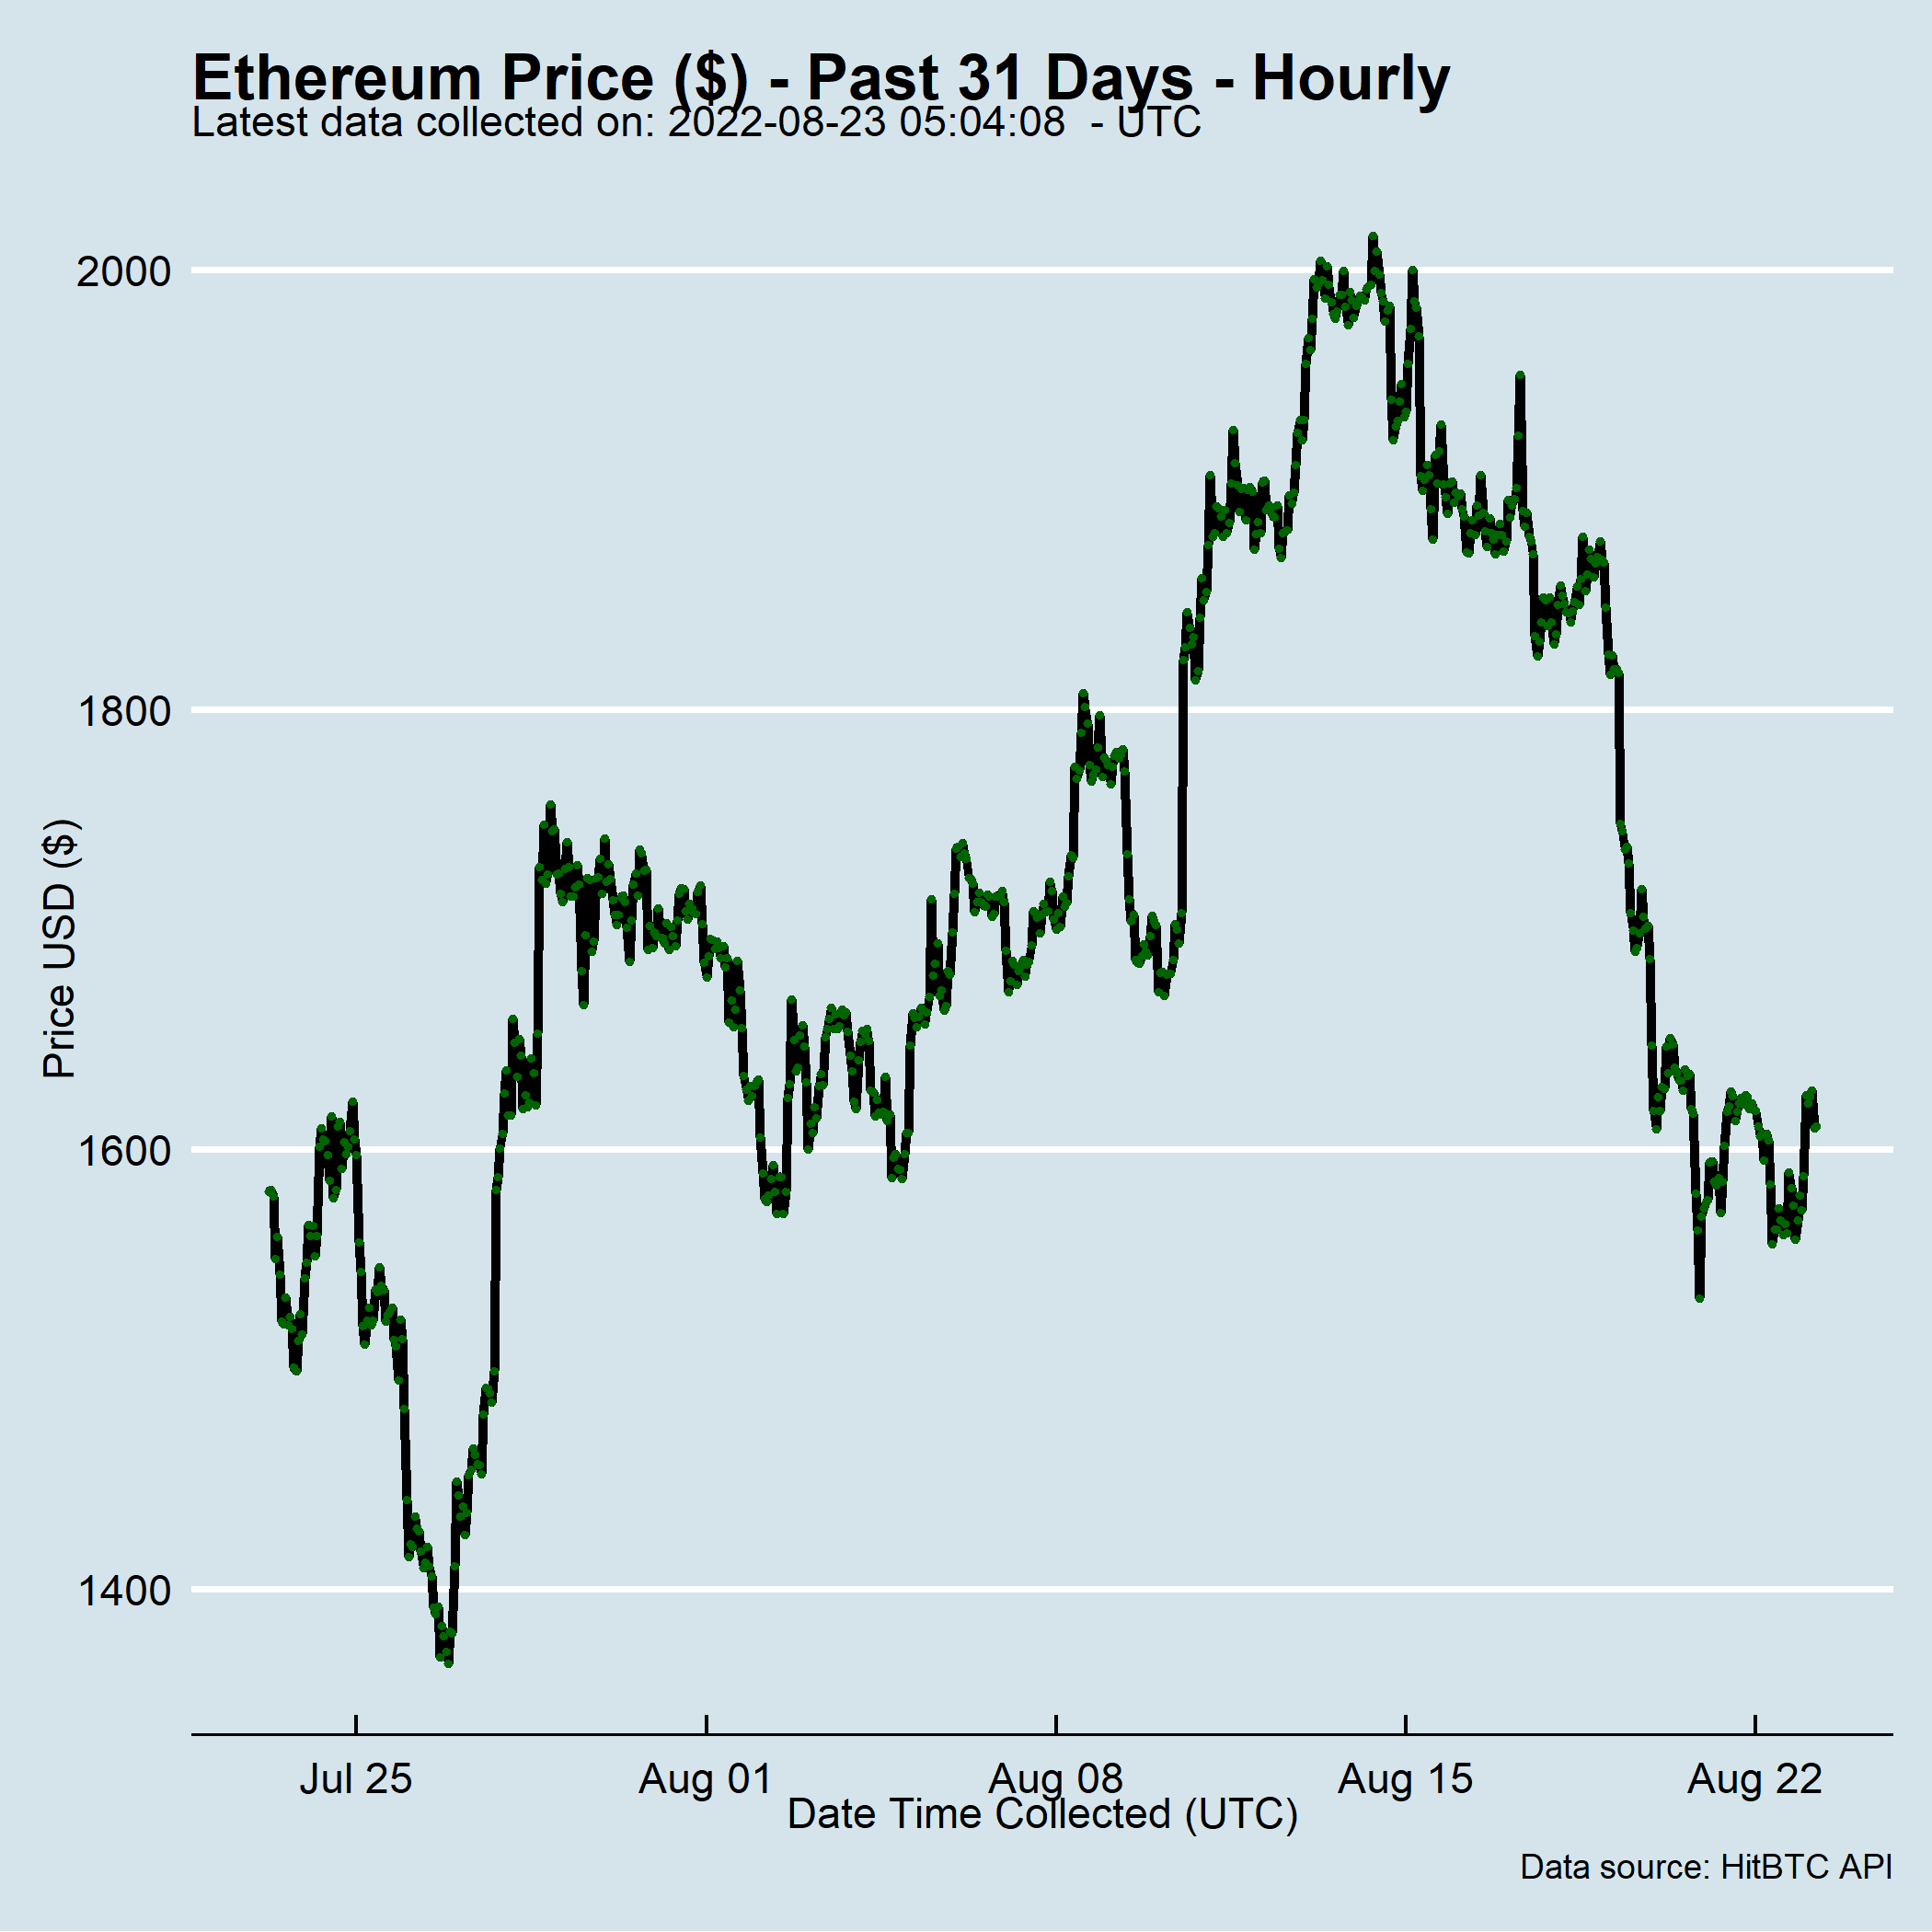 Ethereum Price ($) - Past 31 Days - Hourly
Latest data collected on: 2022-08-23 05:04:08  - UTC
2000
1800
1600
1400
Price USD ($)
Jul 25
Aug 01
Aug 08
Aug 15
Aug 22
Date Time Collected (UTC)
Data source: HitBTC API